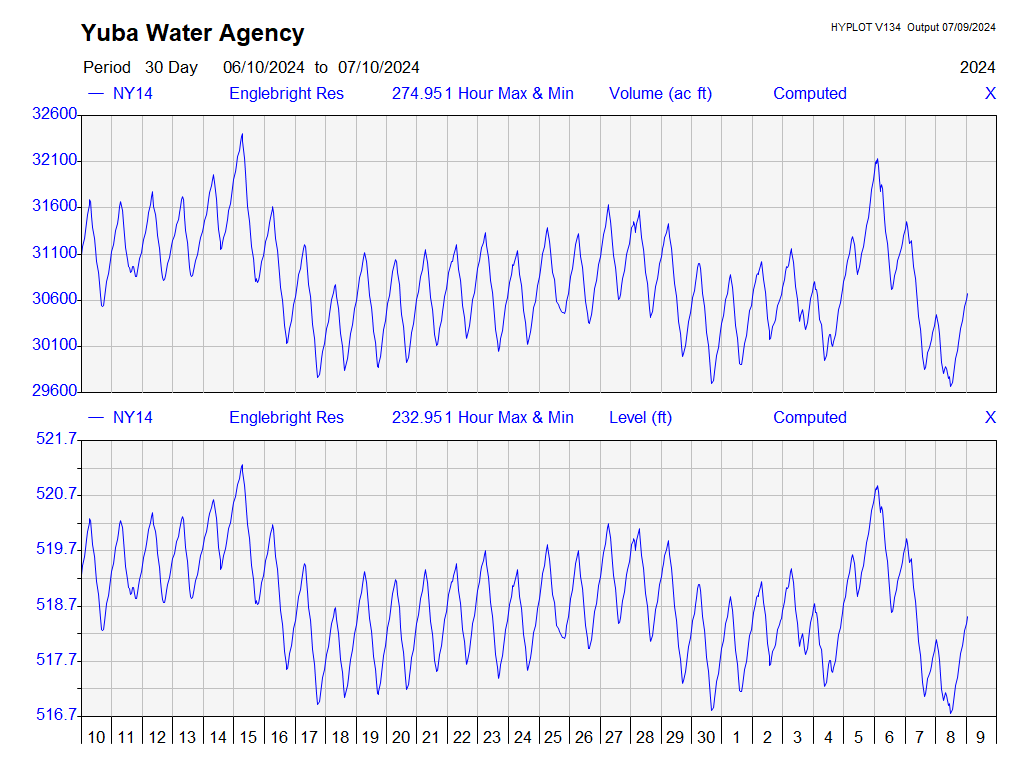 Yuba Water Agency
HYPLOT V134 Output 07/09/2024
Period 30 Day 06/10/2024 to 07/10/2024 2024
NY14 Englebright Res 274.951 Hour Max & Min Volume (ac ft) Computed X
32600
32100
31600
31100
30600
30100
29600
NY14 Englebright Res 232.951 Hour Max & Min Level (ft) Computed X
521.7
520.7
519.7
518.7
517.7
516.7
10 11 12 13 14 15 16 17 18 19 20 21 22 23 24 25 26 27 28 29 30 1 2 3 4 5 6 7 8 9